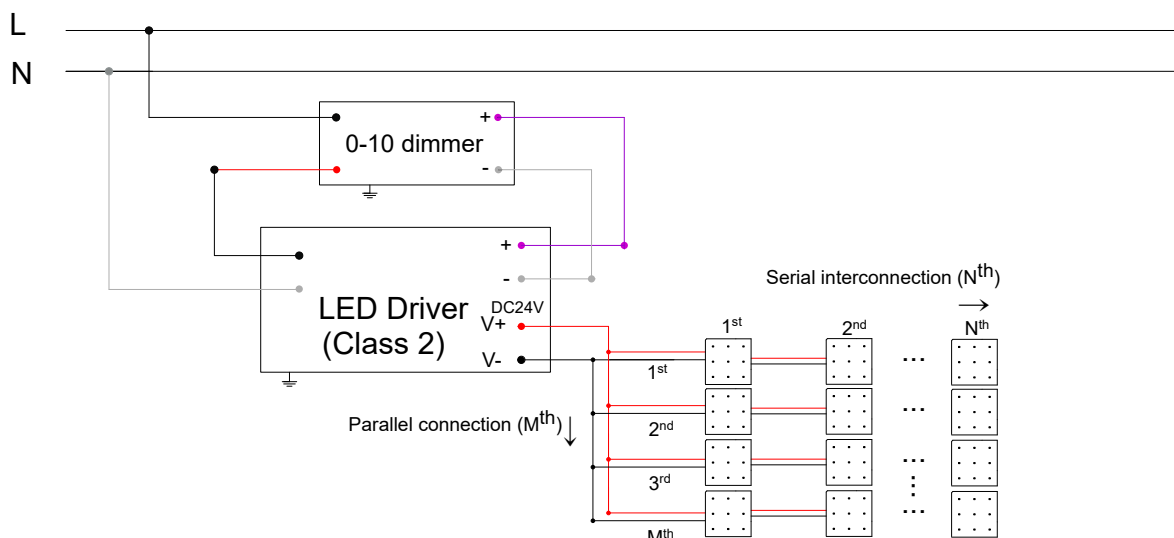 L
N
+
0-10 dimmer
-
+
-
LED Driver
(Class 2)
DC24V
V+
V-
Serial interconnection (Nth)
1st
2nd
Nth
1st
...
2nd
...
3rd
...
Mth
...
Parallel connection (Mth)